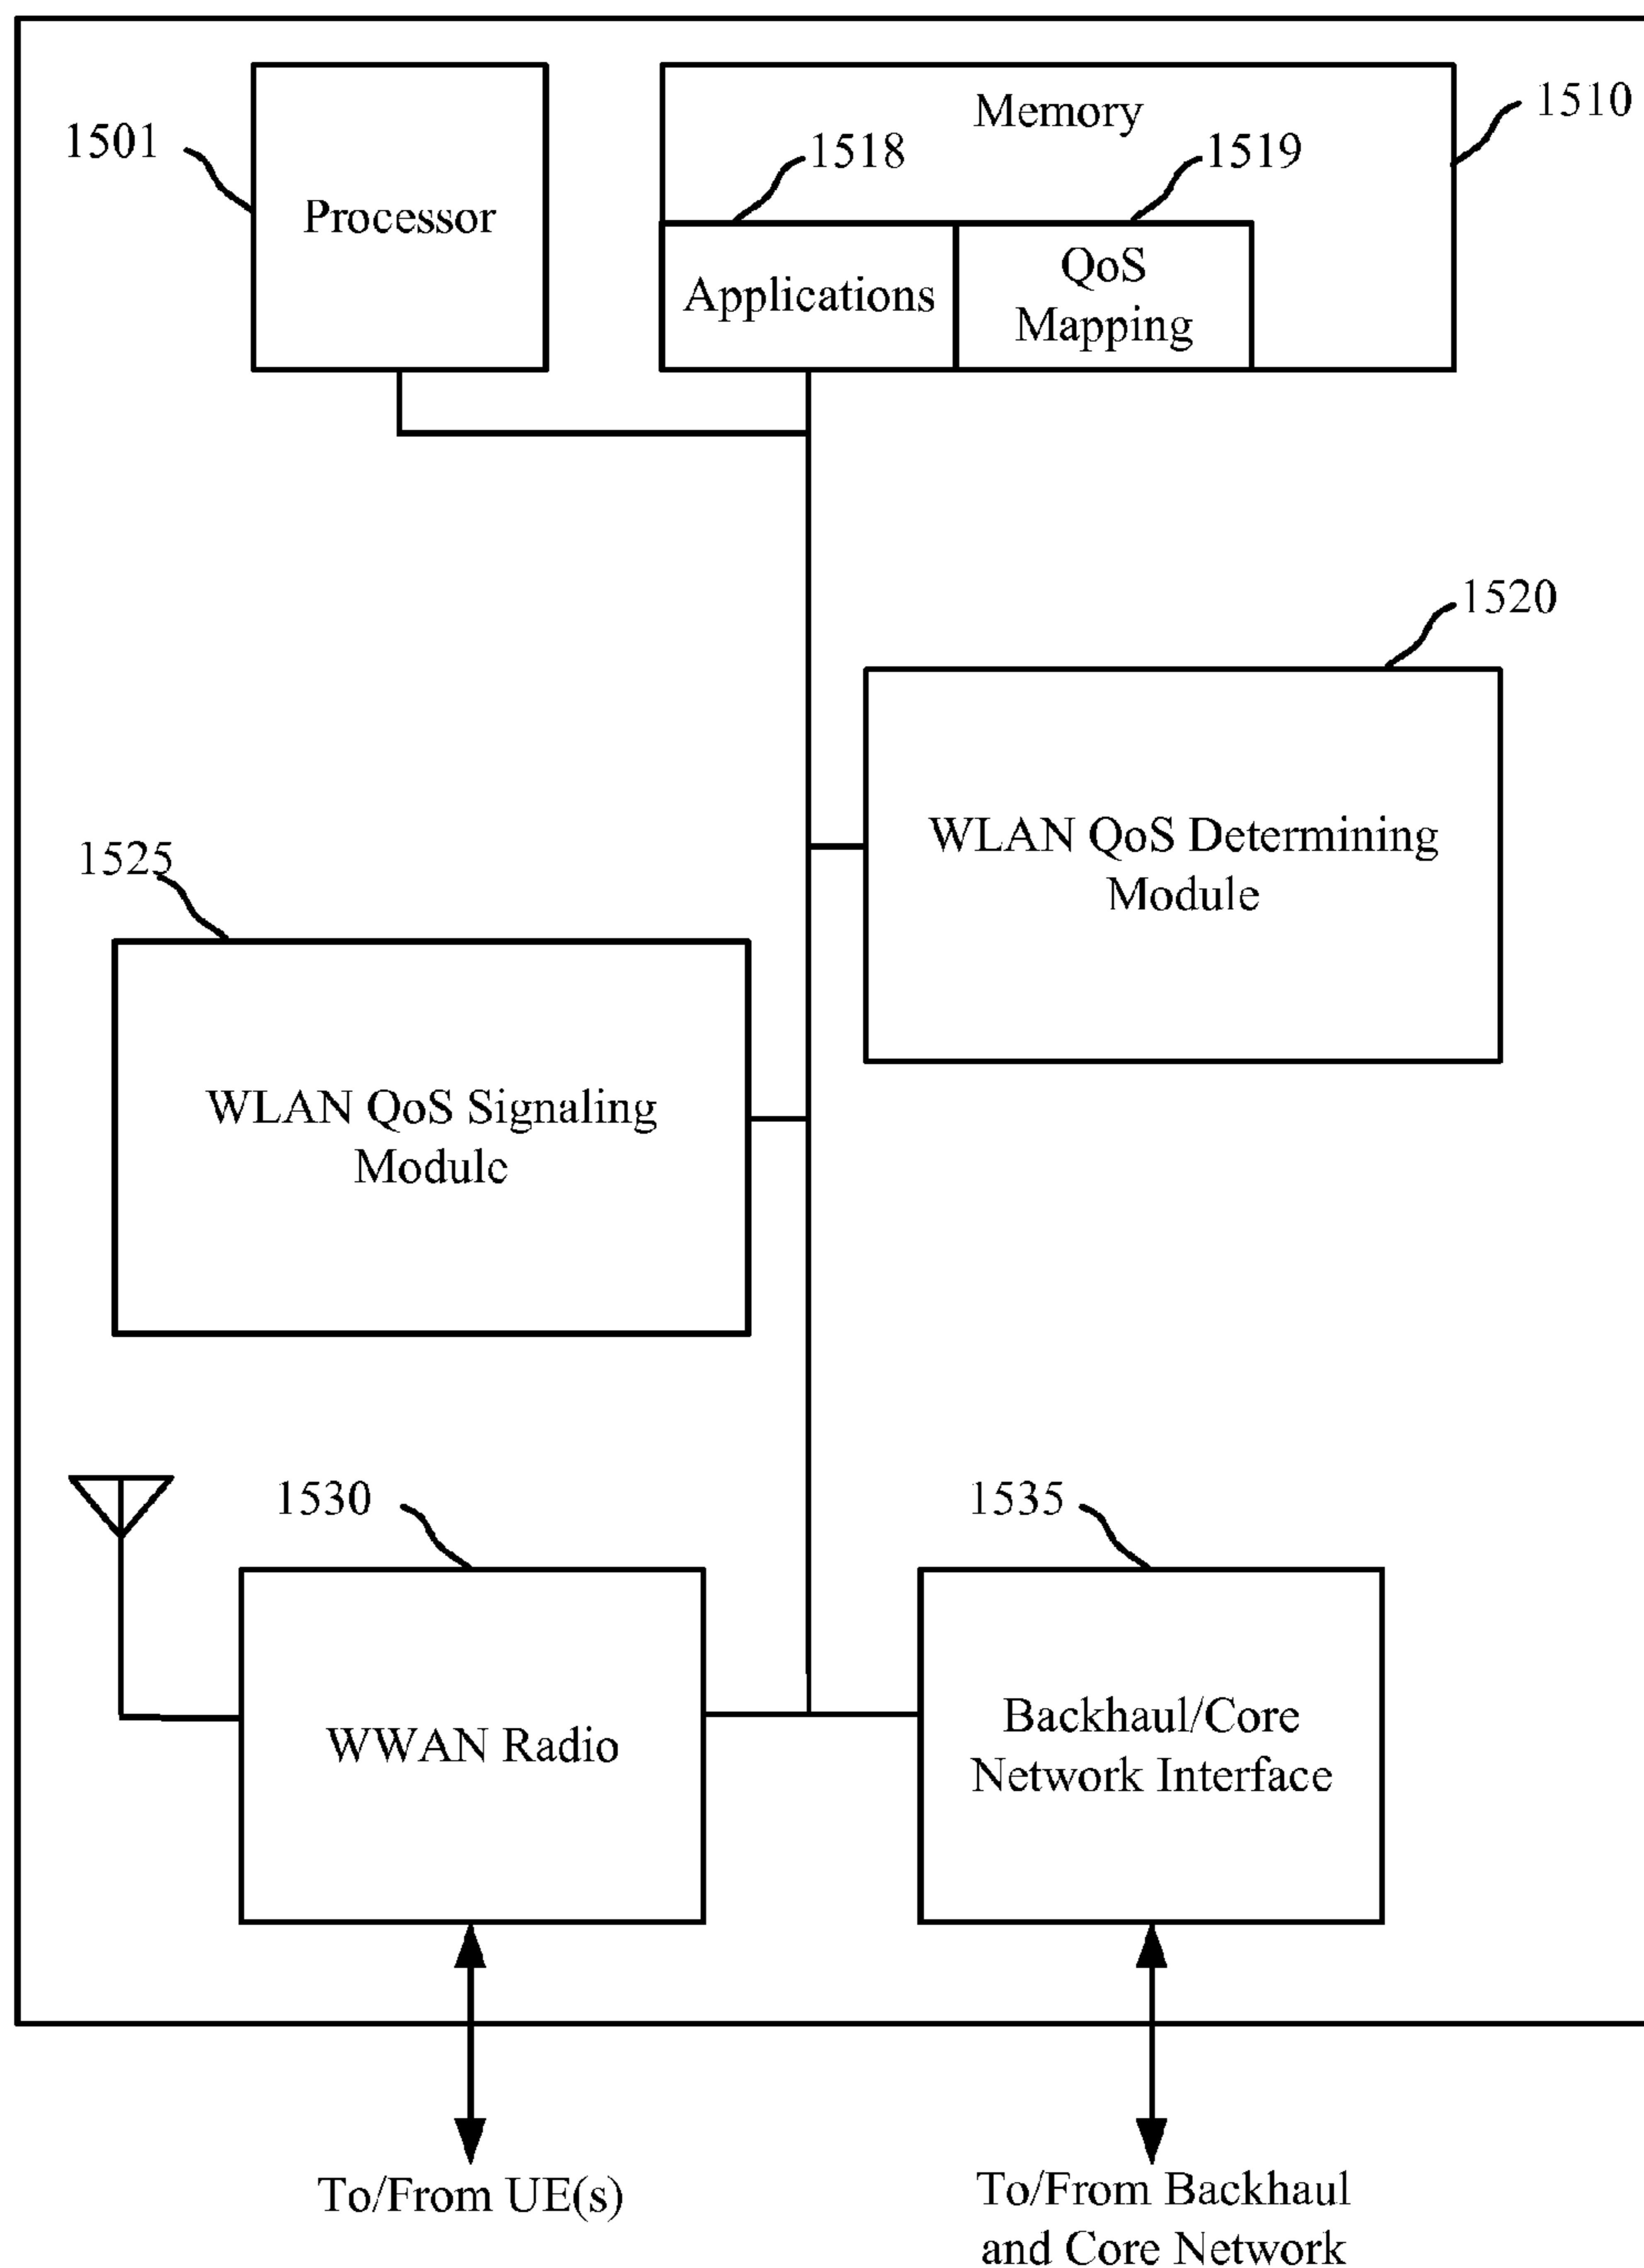 Memory
1510
1501
1518
1519
Processor
Applications
QoS
Mapping
1520
WLAN QoS Determining
Module
1525
WLAN QoS Signaling
Module
1530
1535
WWAN Radio
Backhaul/Core
Network Interface
To/From UE(s)
To/From Backhaul
and Core Network